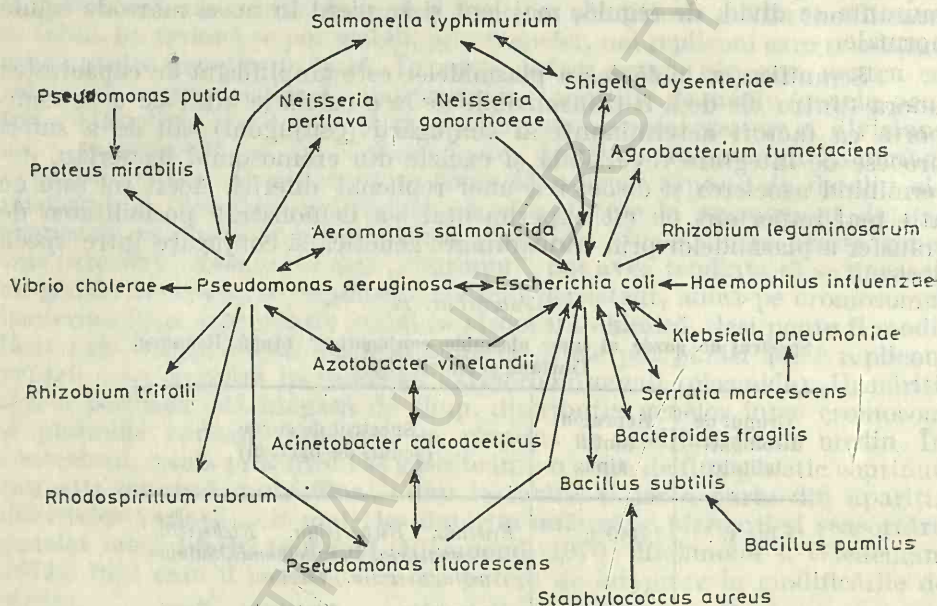 Salmonella typhimurium
Shigella dysenteriae
Pseudomonas putida
Neisseria perflava
Neisseria gonorrhoeae
Agrobacterium tumefaciens
Proteus mirabilis
Aeromonas salmonicida
Rhizobium leguminosarum
Vibrio cholerae
Pseudomonas aeruginosa
Escherichia coli
Haemophilus influenzae
Klebsiella pneumoniae
Azotobacter vinelandii
Rhizobium trifolii
Serratia marcescens
Acinetobacter calcoaceticus
Bacteroides fragilis
Rhodospirillum rubrum
Bacillus subtilis
Bacillus pumilus
Pseudomonas fluorescens
Staphylococcus aureus